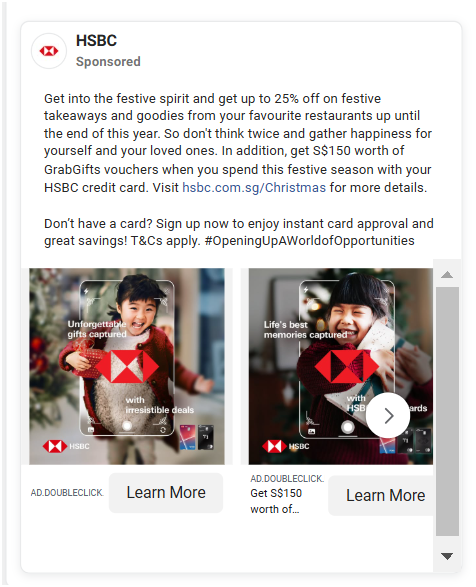 HSBC
Sponsored
Get into the festive spirit and get up to 25% off on festive
takeaways and goodies from your favourite restaurants up until
the end of this year. So don't think twice and gather happiness for
yourself and your loved ones. In addition, get S$150 worth of
GrabGifts vouchers when you spend this festive season with your
HSBC credit card. Visit hsbc.com.sg/Christmas for more details.
Don’t have a card? Sign up now to enjoy instant card approval and
great savings! T&Cs apply. #OpeningUpAWorldofOpportunities
Unforgettable
gifts captured
with
irresistible deals
HSBC
Life's best
memories captured
with
HSBC
HSBC
AD.DOUBLECLICK.
Learn More
AD.DOUBLECLICK.
Get S$150
worth of…
Learn More